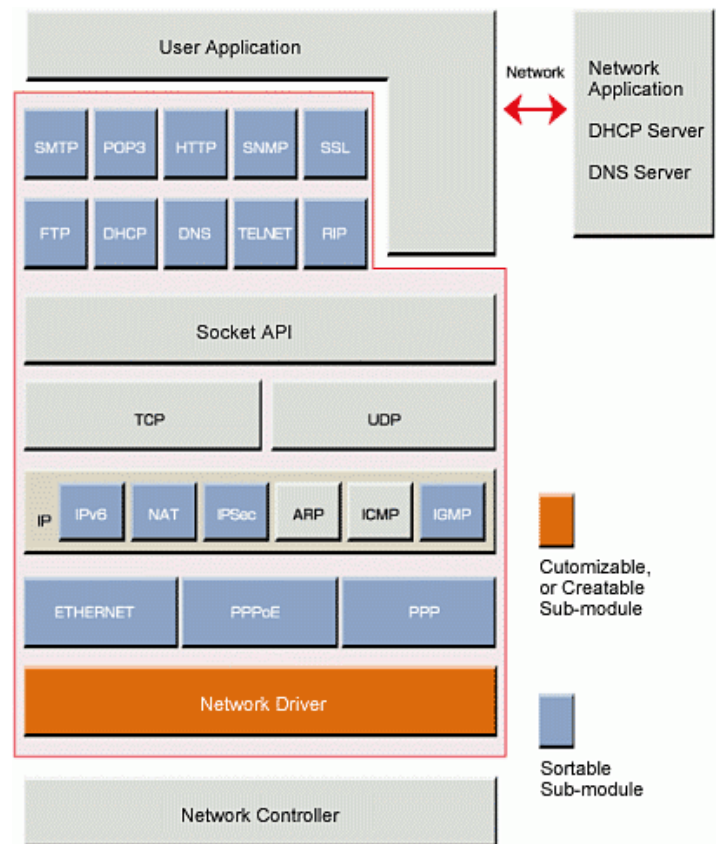 User Application
Network
Network
Application
DHCP Server
DNS Server
SMTP
POP3
HTTP
SNMP
SSL
FTP
DHCP
DNS
TELNET
RIP
Socket API
TCP
UDP
IP
IPv6
NAT
IPSec
ARP
ICMP
IGMP
Cutomizable,
or Creatable
Sub-module
ETHERNET
PPPoE
PPP
Network Driver
Sortable
Sub-module
Network Controller